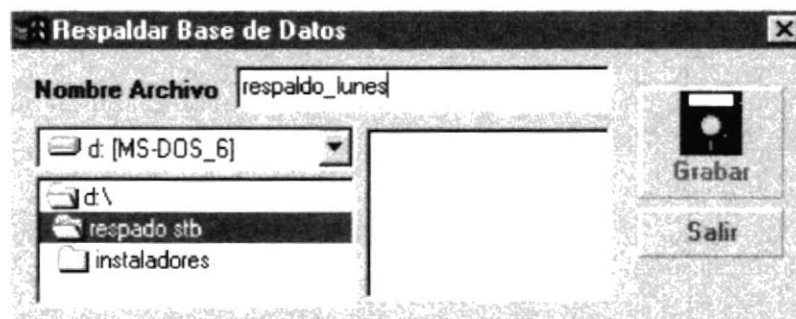 Respaldar Base de Datos
Nombre Archivo respaldo_lunes
d: [MS-DOS_6]
d:\
respado stb
instaladores
Grabar
Salir